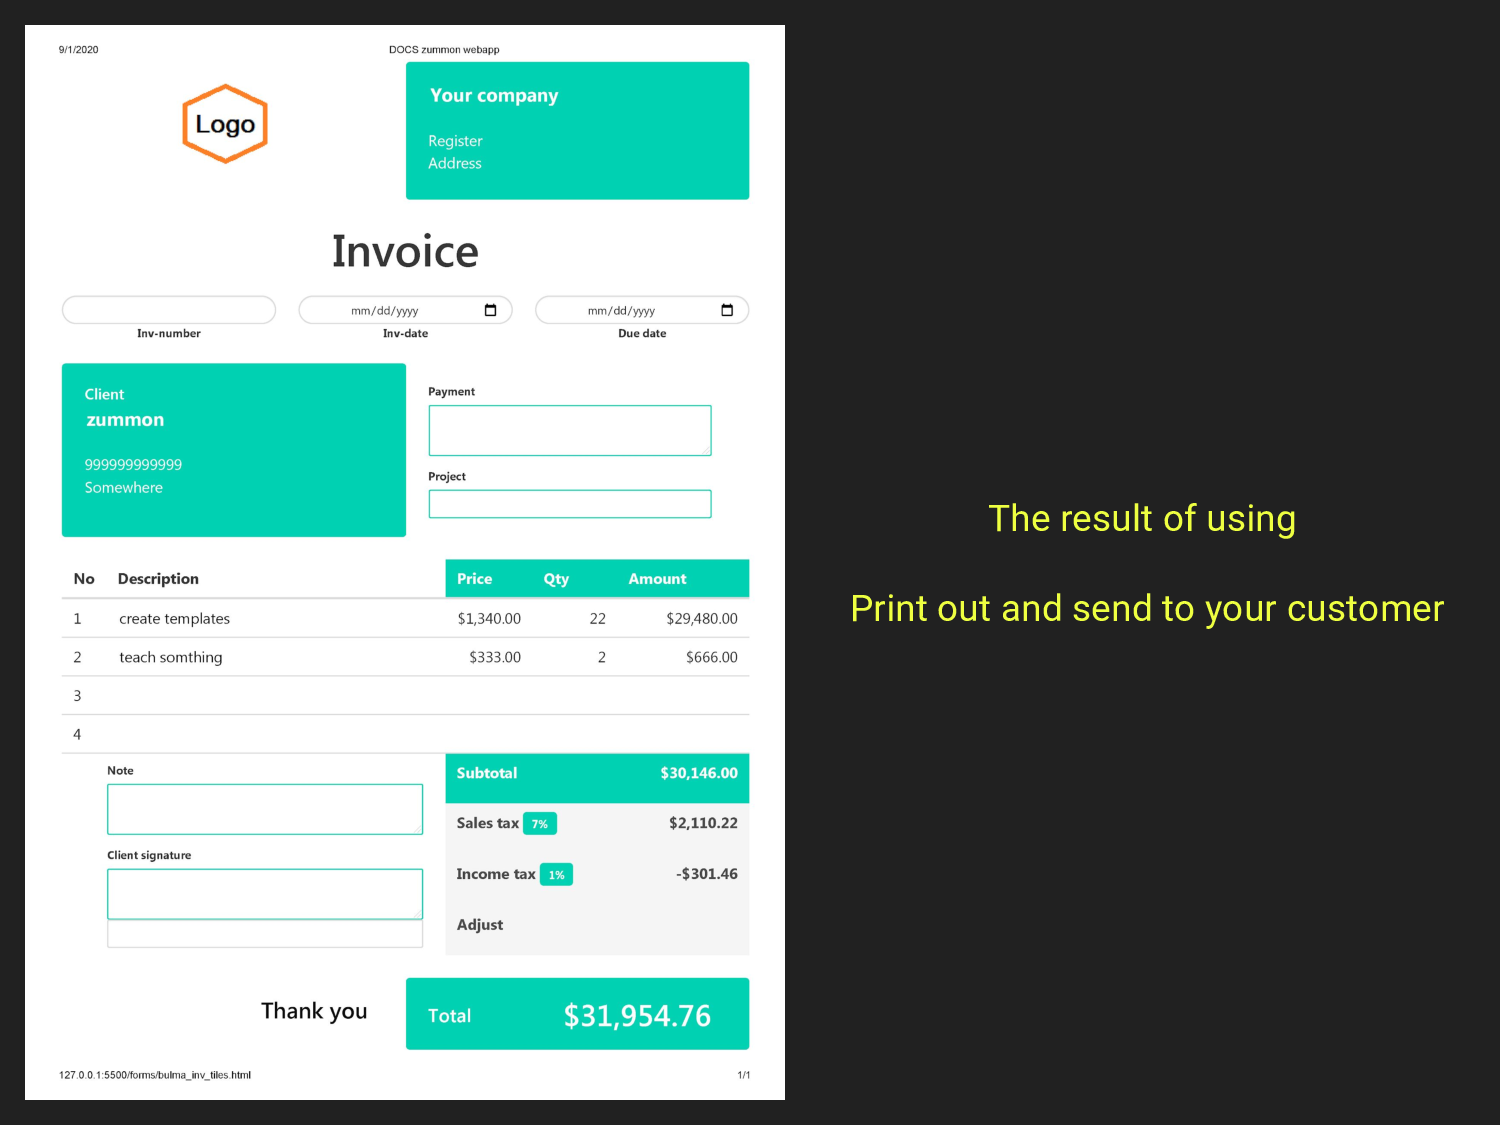 9/1/2020 DOCS zummon webapp
Logo
Your company
Register
Address
Invoice
mm/dd/yyyy mm/dd/yyyy
Inv-number Inv-date Due date
Client
zummon
999999999999
Somewhere
Payment
Project
No Description Price Qty Amount
1 create templates $1,340.00 22 $29,480.00
2 teach somthing $333.00 2 $666.00
3
4
Note
Client signature
Subtotal $30,146.00
Sales tax 7% $2,110.22
Income tax 1% -$301.46
Adjust
Thank you
Total $31,954.76
127.0.0.1:5500/forms/bulma_inv_tiles.html 1/1
The result of using
Print out and send to your customer